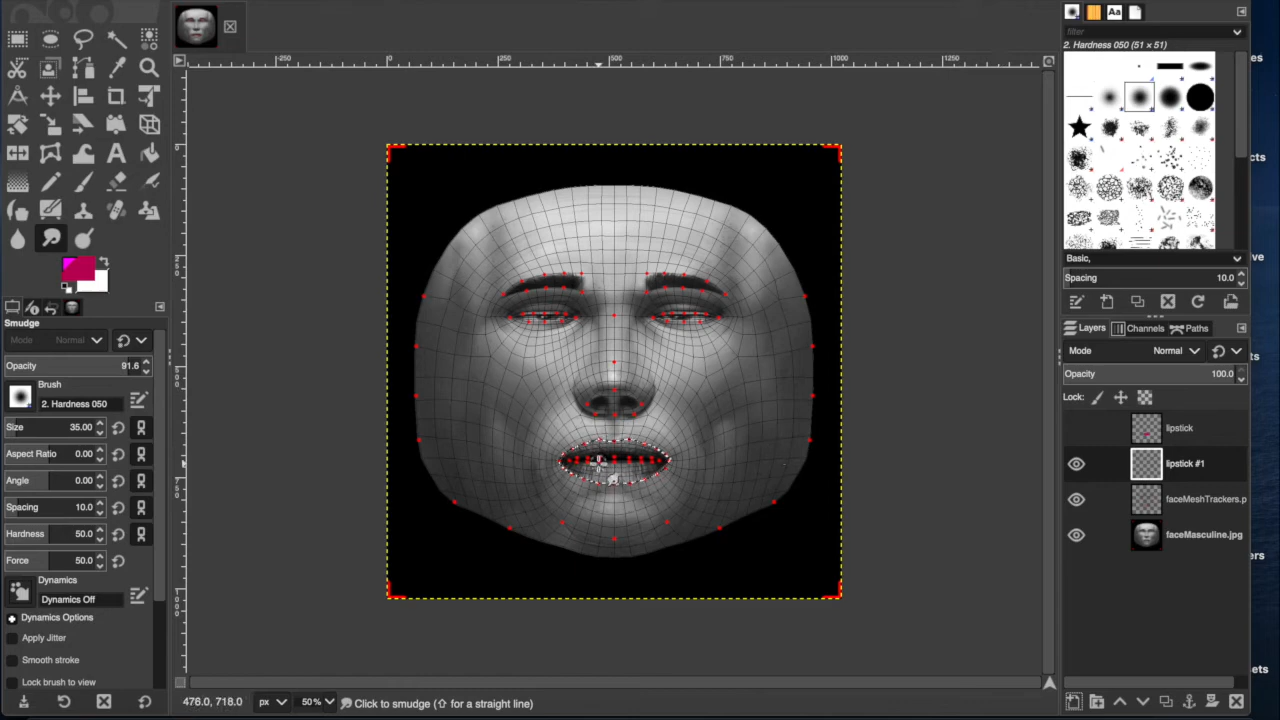 filter
2. Hardness 050 (51 × 51)
-250
0
250
500
750
1000
1250
Basic,
Spacing
10.0
Layers
Channels
Paths
Mode
Normal
Opacity
100.0
Lock:
lipstick
lipstick #1
faceMeshTrackers.p
faceMasculine.jpg
Smudge
Mode
Normal
Opacity
91.6
Brush
2. Hardness 050
Size
35.00
Aspect Ratio
0.00
Angle
0.00
Spacing
10.0
Hardness
50.0
Force
50.0
Dynamics
Dynamics Off
Dynamics Options
Apply Jitter
Smooth stroke
Lock brush to view
476.0, 718.0
px
50%
Click to smudge (⇧ for a straight line)